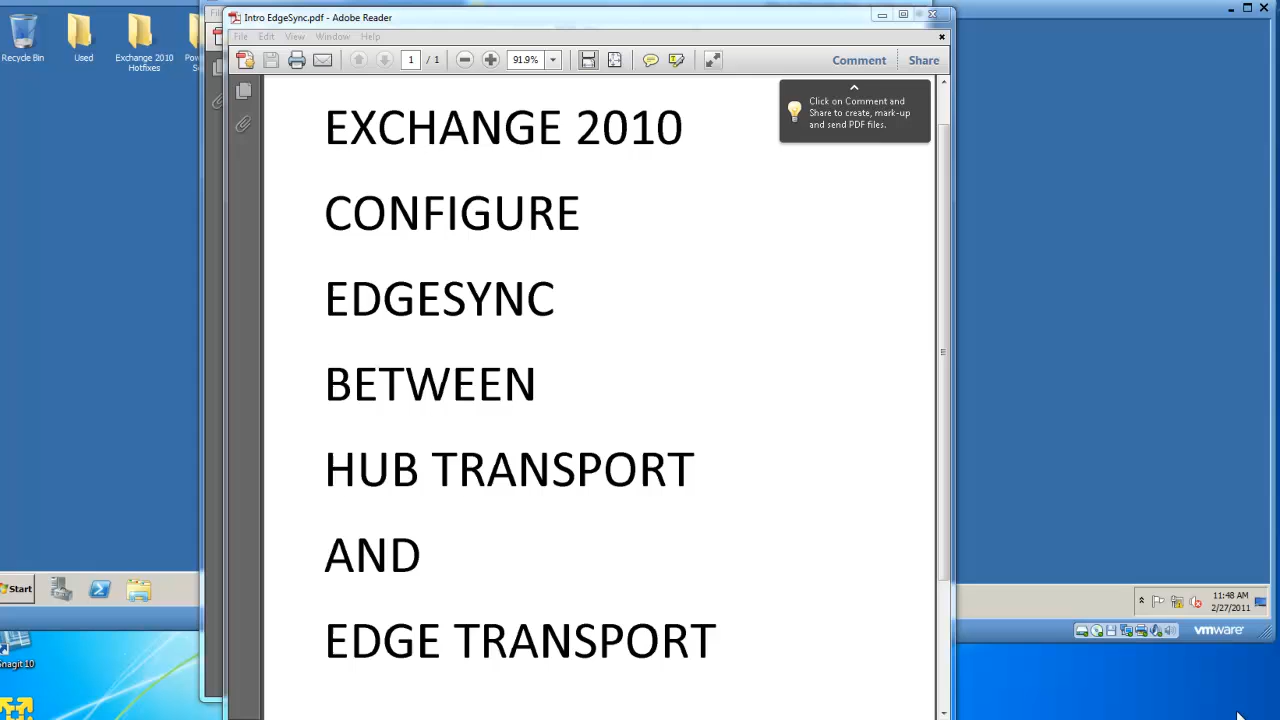 Intro EdgeSync.pdf - Adobe Reader
File Edit View Window Help
1 / 1
91.9%
Comment
Share
Click on Comment and
Share to create, mark-up
and send PDF files.
EXCHANGE 2010
CONFIGURE
EDGESYNC
BETWEEN
HUB TRANSPORT
AND
EDGE TRANSPORT
Recycle Bin
Used
Exchange 2010
Hotfixes
Start
11:48 AM
2/27/2011
vmware
Snagit 10